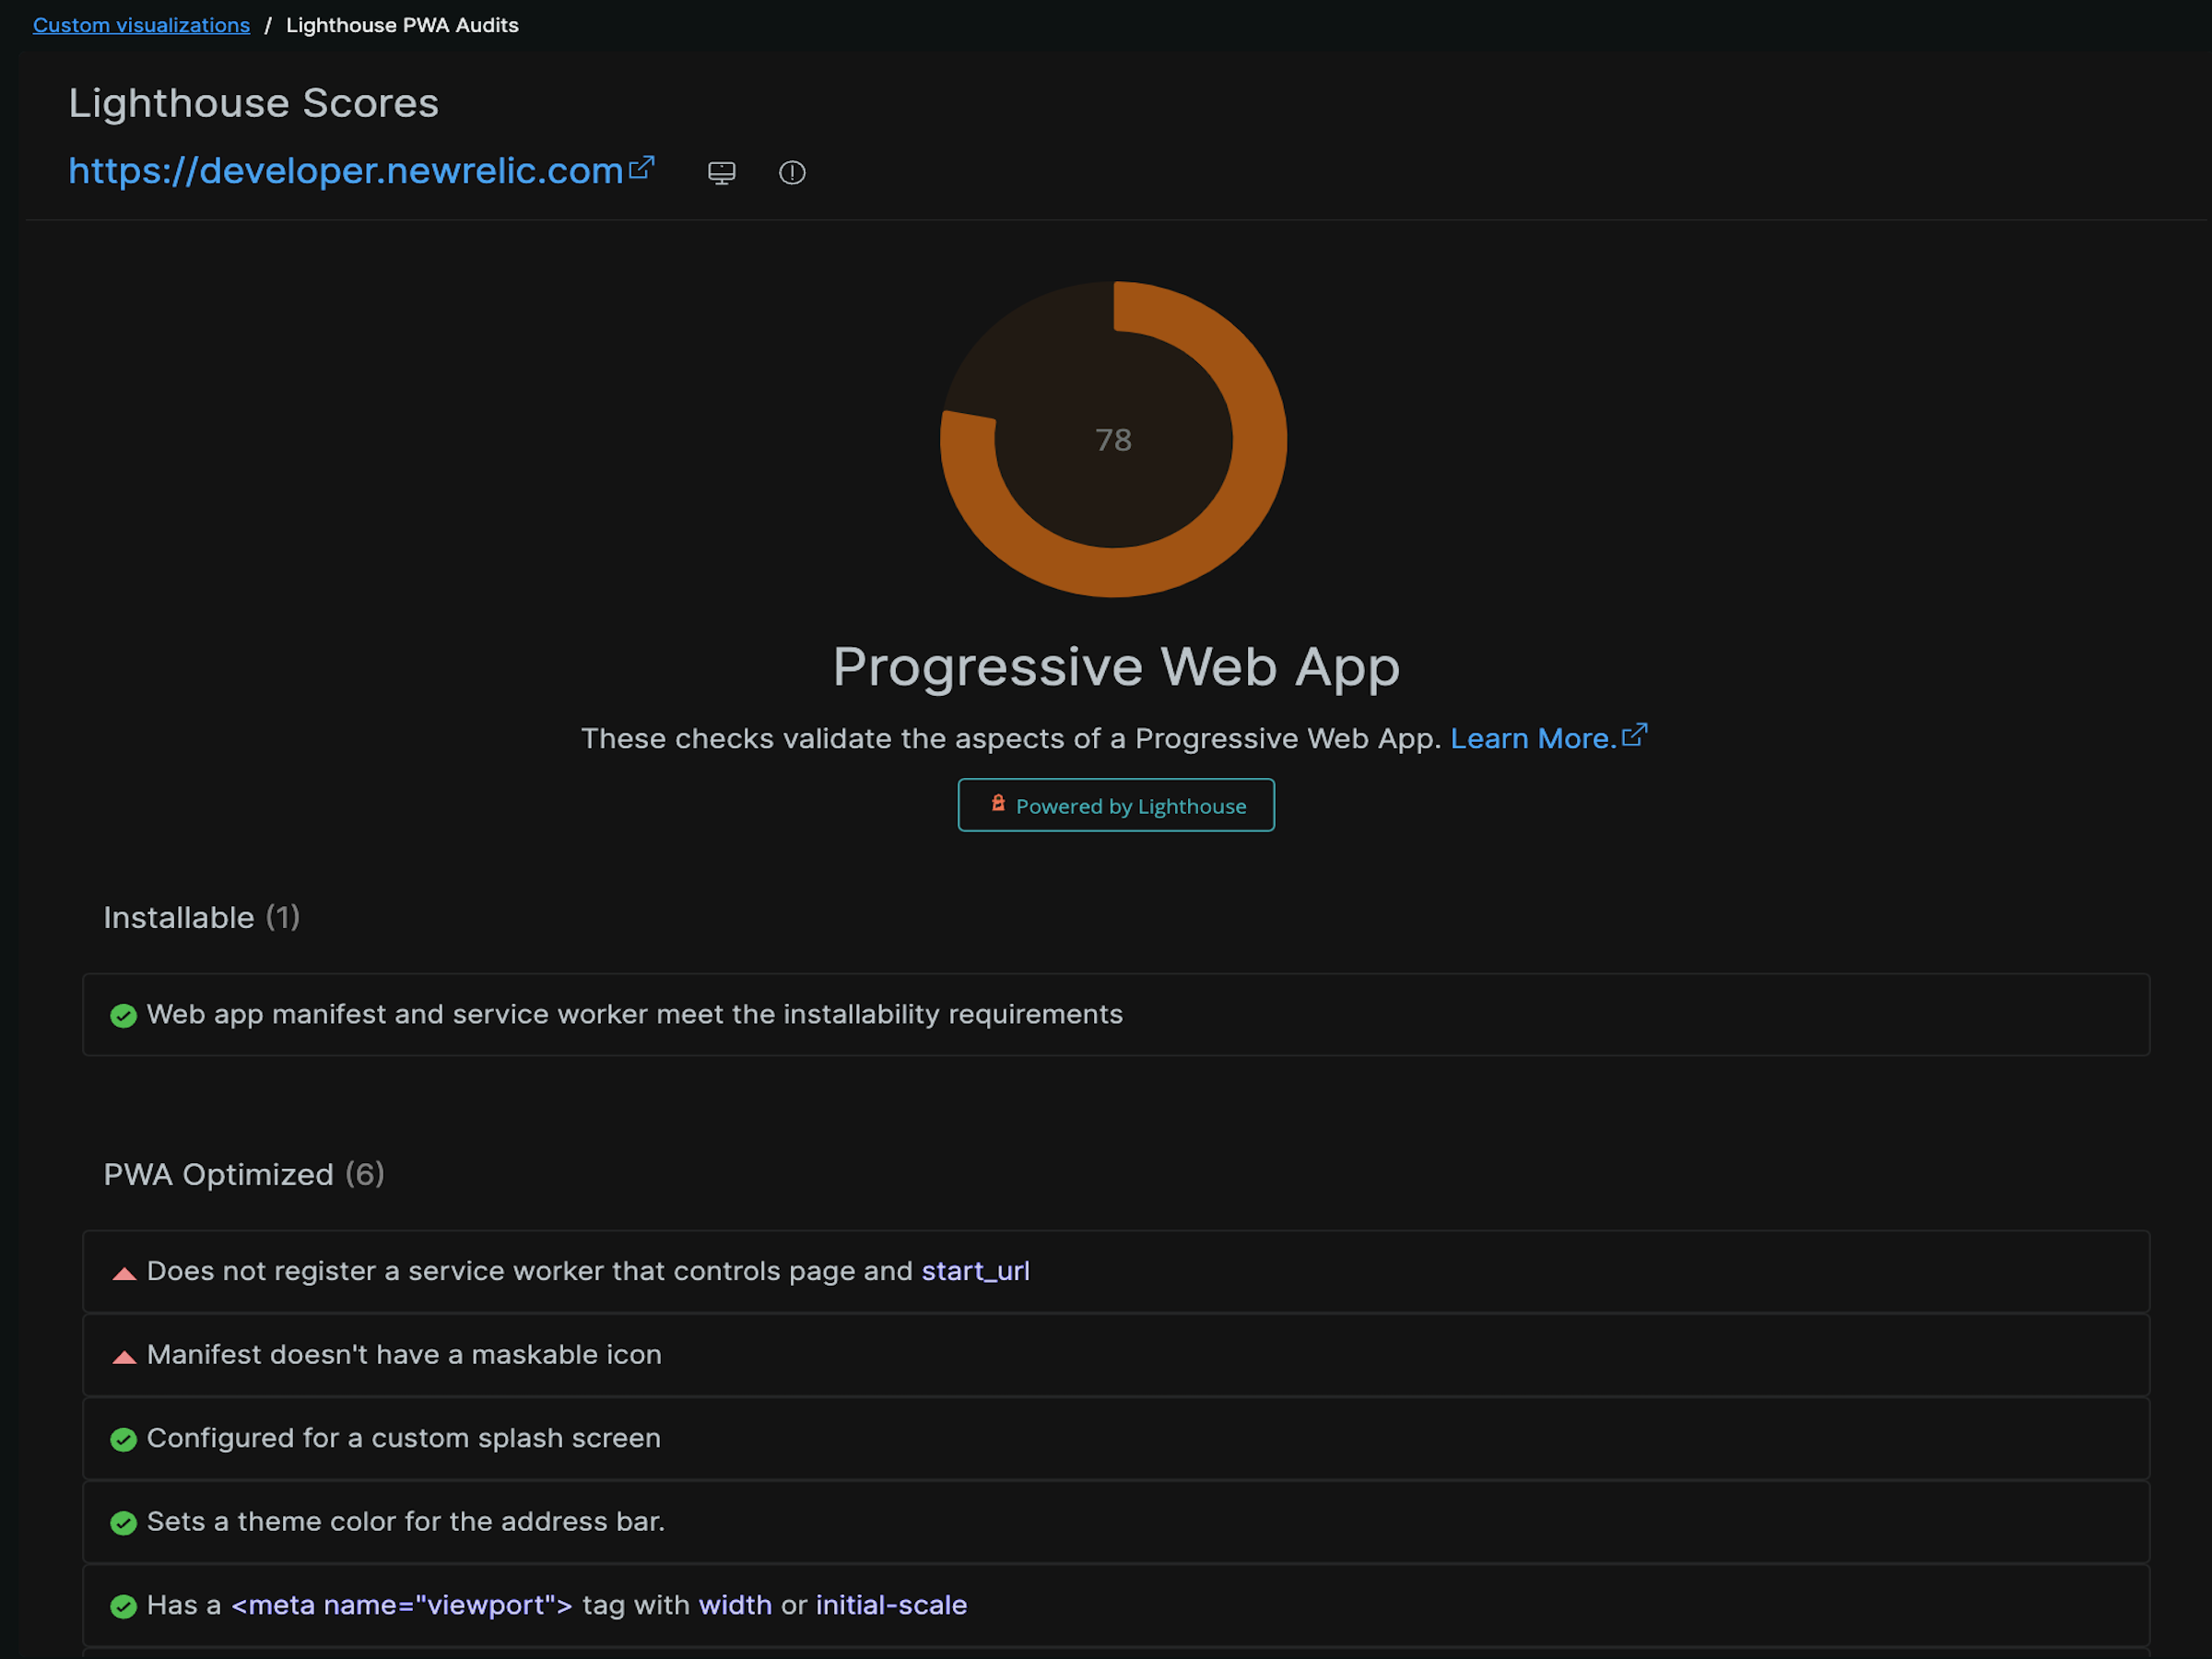 Custom visualizations / Lighthouse PWA Audits
Lighthouse Scores
https://developer.newrelic.com
78
Progressive Web App
These checks validate the aspects of a Progressive Web App. Learn More.
Powered by Lighthouse
Installable (1)
Web app manifest and service worker meet the installability requirements
PWA Optimized (6)
Does not register a service worker that controls page and start_url
Manifest doesn't have a maskable icon
Configured for a custom splash screen
Sets a theme color for the address bar.
Has a <meta name="viewport"> tag with width or initial-scale